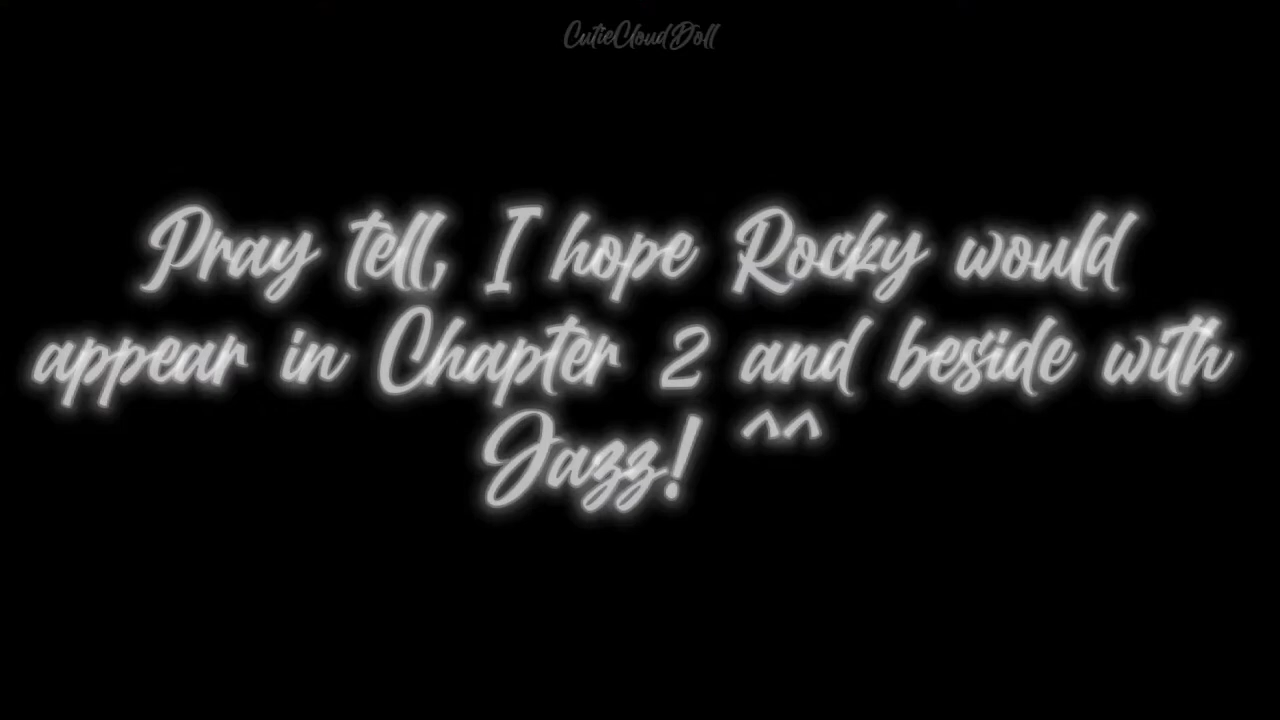 CutieCloudDoll
Pray tell, I hope Rocky would
appear in Chapter 2 and beside with
Jazz! ^^